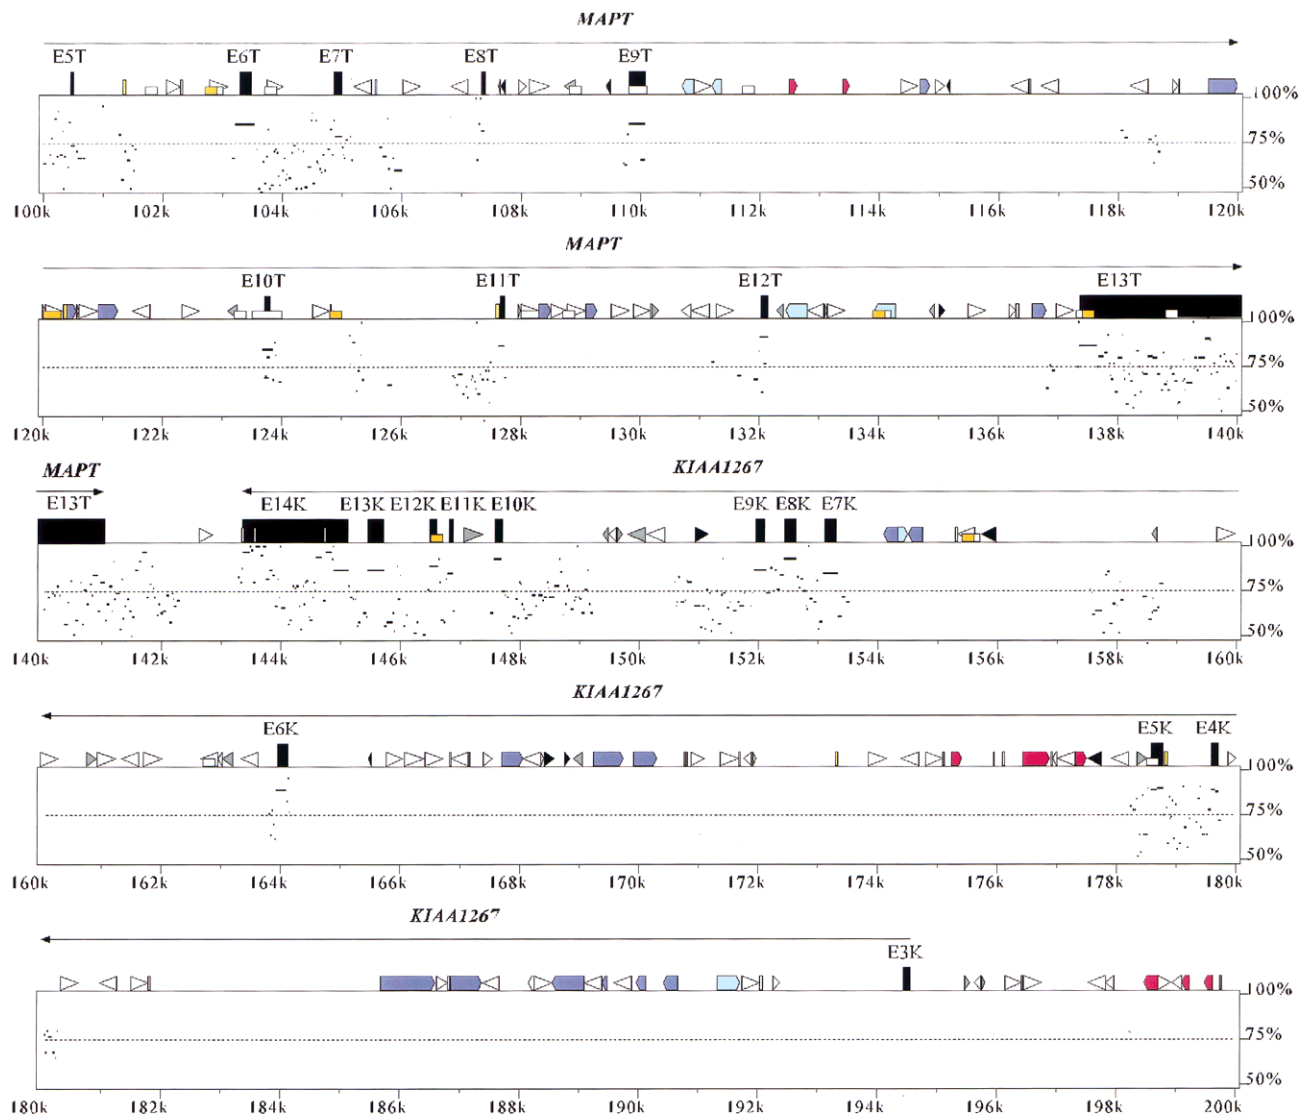 MAPT
E5T E6T E7T E8T E9T
100%
75%
50%
100k 102k 104k 106k 108k 110k 112k 114k 116k 118k 120k
MAPT
E10T E11T E12T E13T
100%
75%
50%
120k 122k 124k 126k 128k 130k 132k 134k 136k 138k 140k
MAPT KIAA1267
E13T E14K E13K E12K E11K E10K E9K E8K E7K
100%
75%
50%
140k 142k 144k 146k 148k 150k 152k 154k 156k 158k 160k
KIAA1267
E6K E5K E4K
100%
75%
50%
160k 162k 164k 166k 168k 170k 172k 174k 176k 178k 180k
KIAA1267
E3K
100%
75%
50%
180k 182k 184k 186k 188k 190k 192k 194k 196k 198k 200k